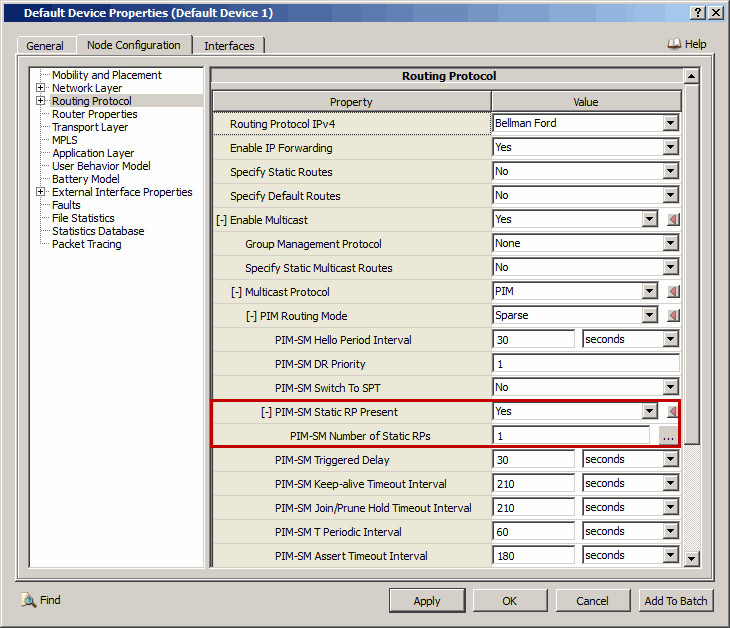 Default Device Properties (Default Device 1)
General Node Configuration Interfaces Help
Mobility and Placement
Network Layer
Routing Protocol
Router Properties
Transport Layer
MPLS
Application Layer
User Behavior Model
Battery Model
External Interface Properties
Faults
File Statistics
Statistics Database
Packet Tracing
Routing Protocol
Property Value
Routing Protocol IPv4 Bellman Ford
Enable IP Forwarding Yes
Specify Static Routes No
Specify Default Routes No
[-] Enable Multicast Yes
Group Management Protocol None
Specify Static Multicast Routes No
[-] Multicast Protocol PIM
[-] PIM Routing Mode Sparse
PIM-SM Hello Period Interval 30 seconds
PIM-SM DR Priority 1
PIM-SM Switch To SPT No
[-] PIM-SM Static RP Present Yes
PIM-SM Number of Static RPs 1 ...
PIM-SM Triggered Delay 30 seconds
PIM-SM Keep-alive Timeout Interval 210 seconds
PIM-SM Join/Prune Hold Timeout Interval 210 seconds
PIM-SM T Periodic Interval 60 seconds
PIM-SM Assert Timeout Interval 180 seconds
Find Apply OK Cancel Add To Batch